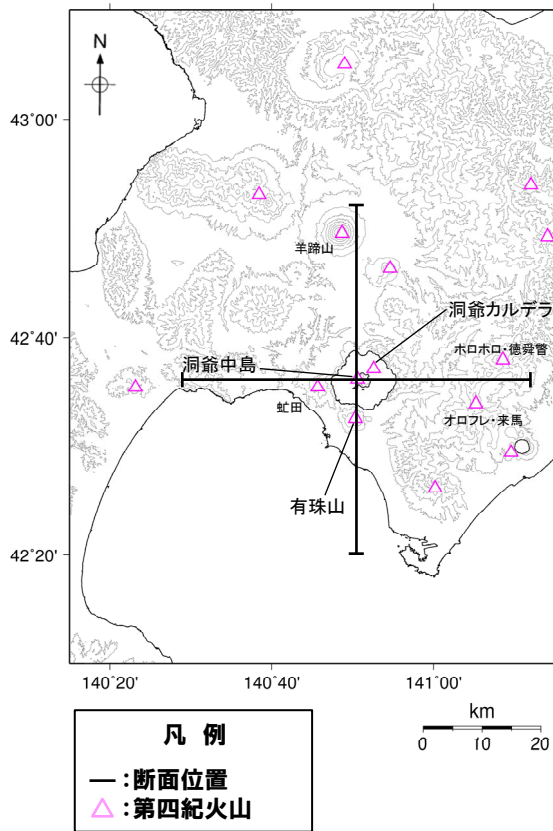 N
43°00'
羊蹄山
洞爺カルデラ
42°40'
洞爺中島
ホロホロ・徳舜瞥
虻田
オロフレ・来馬
有珠山
42°20'
140°20'
140°40'
141°00'
km
0 10 20
凡 例
―:断面位置
△:第四紀火山